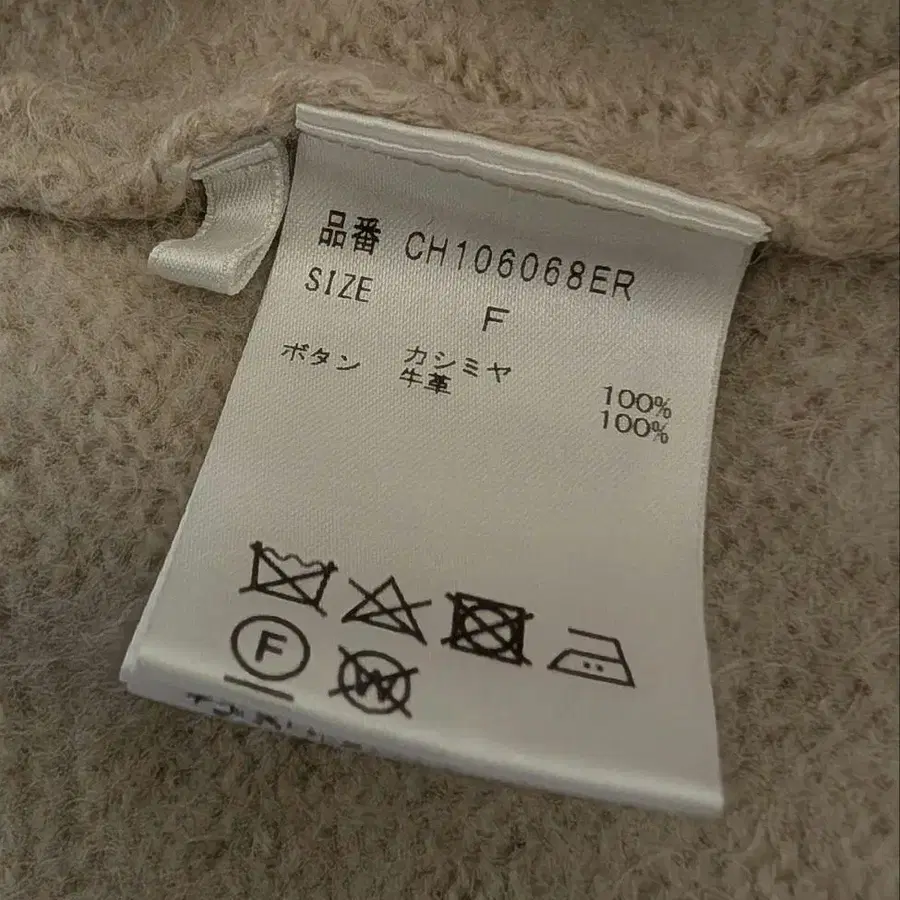 品番 CH106068ER
SIZE F
カシミヤ 100%
ボタン 牛革 100%
F
W